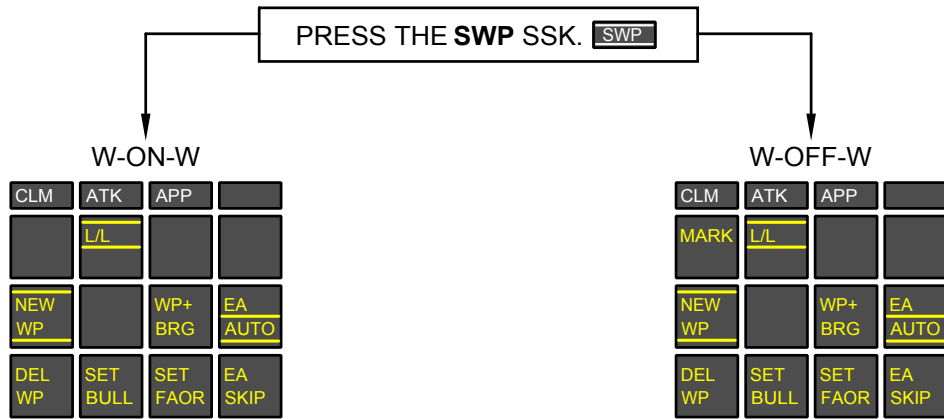 PRESS THE SWP SSK. SWP
W-ON-W
CLM ATK APP
L/L
NEW WP+ EA
WP BRG AUTO
DEL SET SET EA
WP BULL FAOR SKIP
W-OFF-W
CLM ATK APP
MARK L/L
NEW WP+ EA
WP BRG AUTO
DEL SET SET EA
WP BULL FAOR SKIP